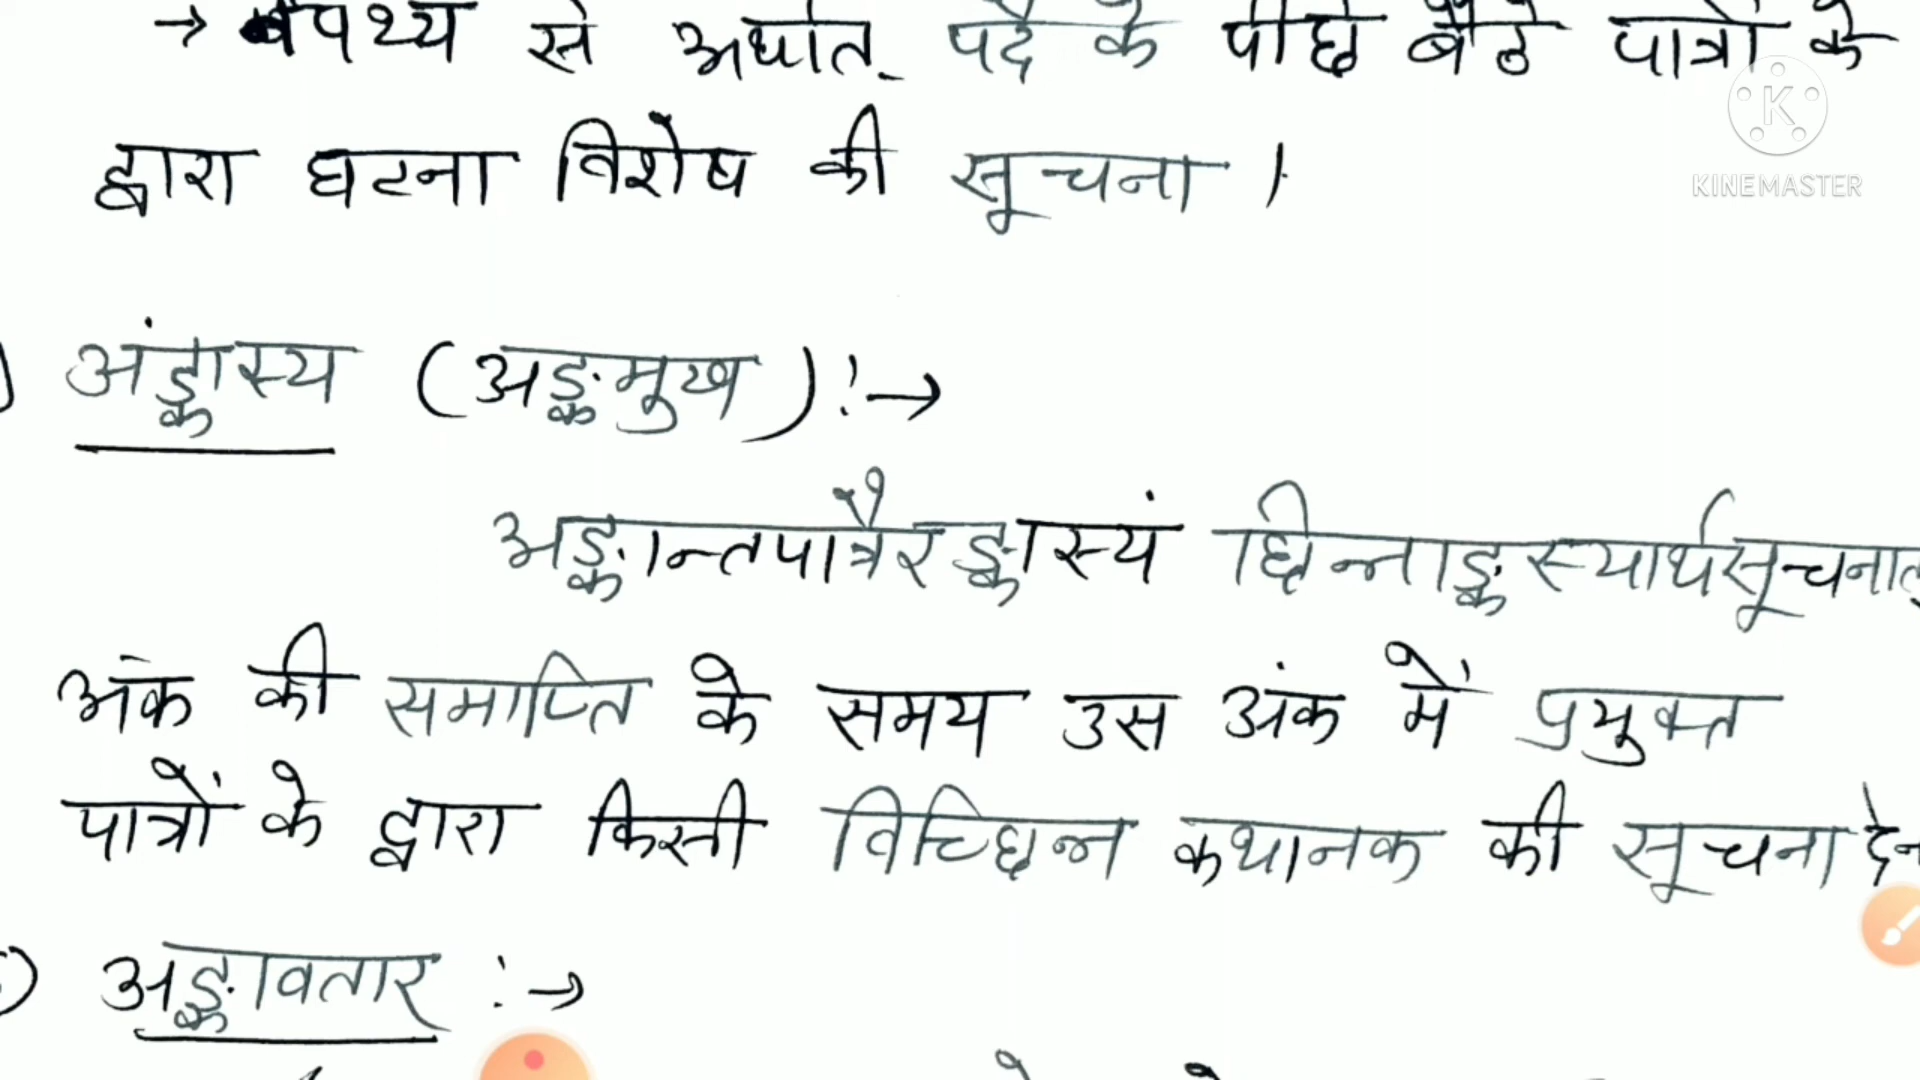 → नेपथ्य से अर्थात् पर्दे के पीछे बैठे पात्रों के
द्वारा घटना विशेष की सूचना ।
K
KINEMASTER
) अंङ्कास्य (अङ्कमुख) :→
अङ्कान्तपात्रैरङ्कास्यं छिन्नाङ्कस्यार्थसूचनात्
अंक की समाप्ति के समय उस अंक में प्रयुक्त
पात्रों के द्वारा किसी विच्छिन्न कथानक की सूचना
) अङ्कावतार :→